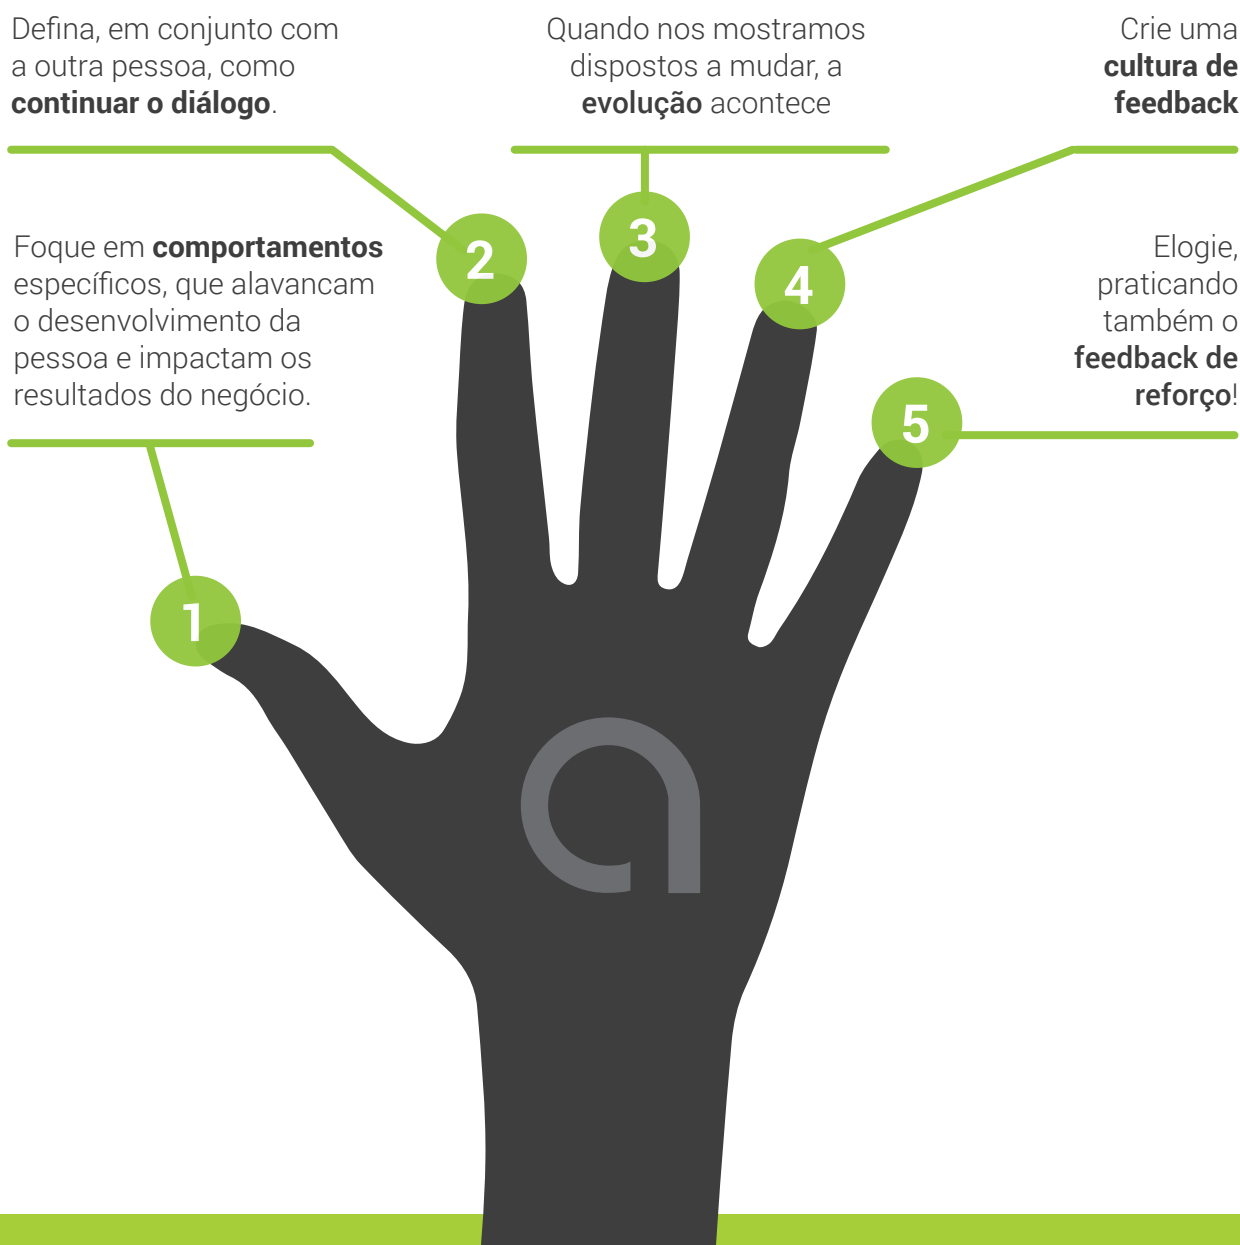 Defina, em conjunto com
a outra pessoa, como
continuar o diálogo.
Quando nos mostramos
dispostos a mudar, a
evolução acontece
Crie uma
cultura de
feedback
Foque em comportamentos
específicos, que alavancam
o desenvolvimento da
pessoa e impactam os
resultados do negócio.
Elogie,
praticando
também o
feedback de
reforço!
1
2
3
4
5
a